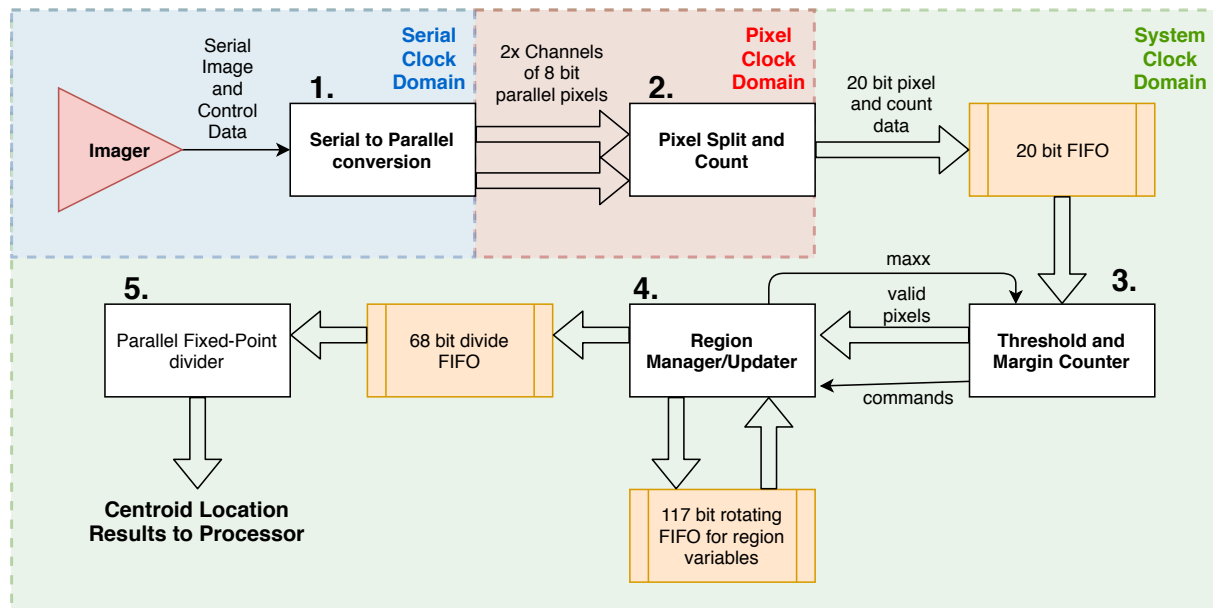 Serial
Clock
Domain
Pixel
Clock
Domain
System
Clock
Domain
Serial
Image
and
Control
Data
2x Channels
of 8 bit
parallel pixels
20 bit pixel
and count
data
Imager
1.
Serial to Parallel
conversion
2.
Pixel Split and
Count
20 bit FIFO
5.
Parallel Fixed-Point
divider
68 bit divide
FIFO
4.
Region
Manager/Updater
maxx
valid
pixels
commands
3.
Threshold and
Margin Counter
Centroid Location
Results to Processor
117 bit rotating
FIFO for region
variables